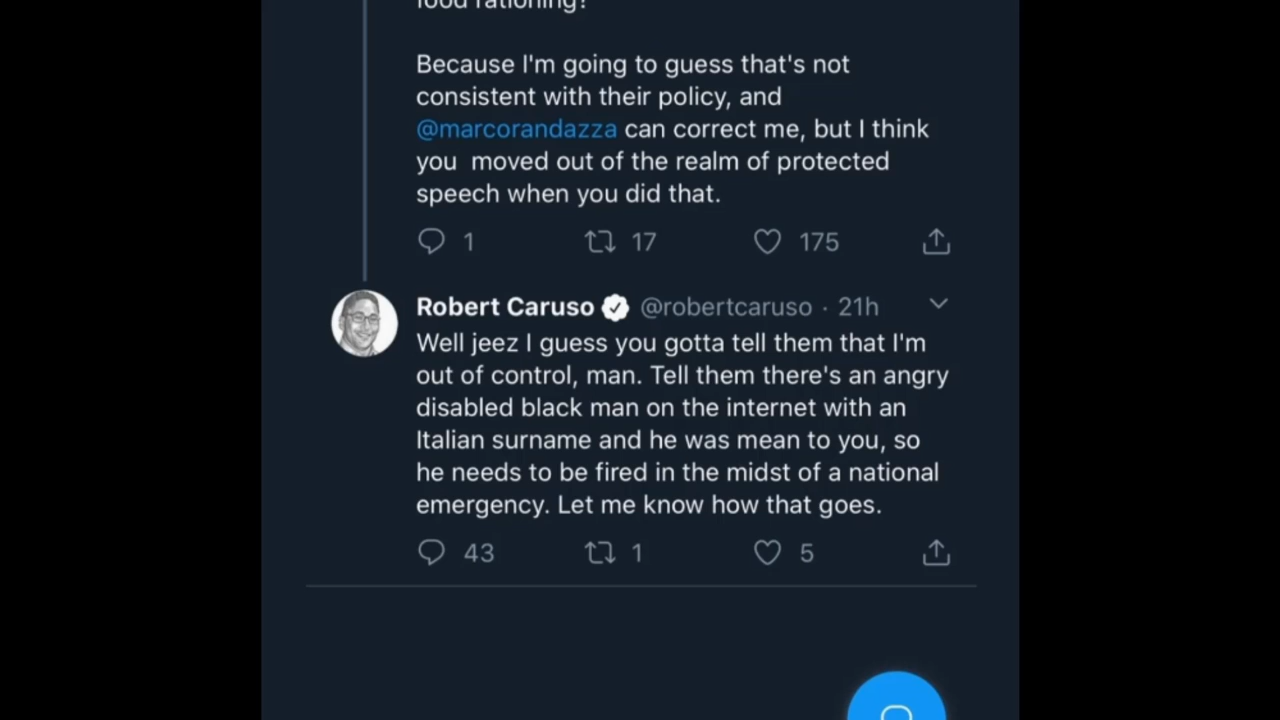 food rationing?
Because I'm going to guess that's not
consistent with their policy, and
@marcorandazza can correct me, but I think
you  moved out of the realm of protected
speech when you did that.
1 17 175
Robert Caruso @robertcaruso · 21h
Well jeez I guess you gotta tell them that I'm
out of control, man. Tell them there's an angry
disabled black man on the internet with an
Italian surname and he was mean to you, so
he needs to be fired in the midst of a national
emergency. Let me know how that goes.
43 1 5